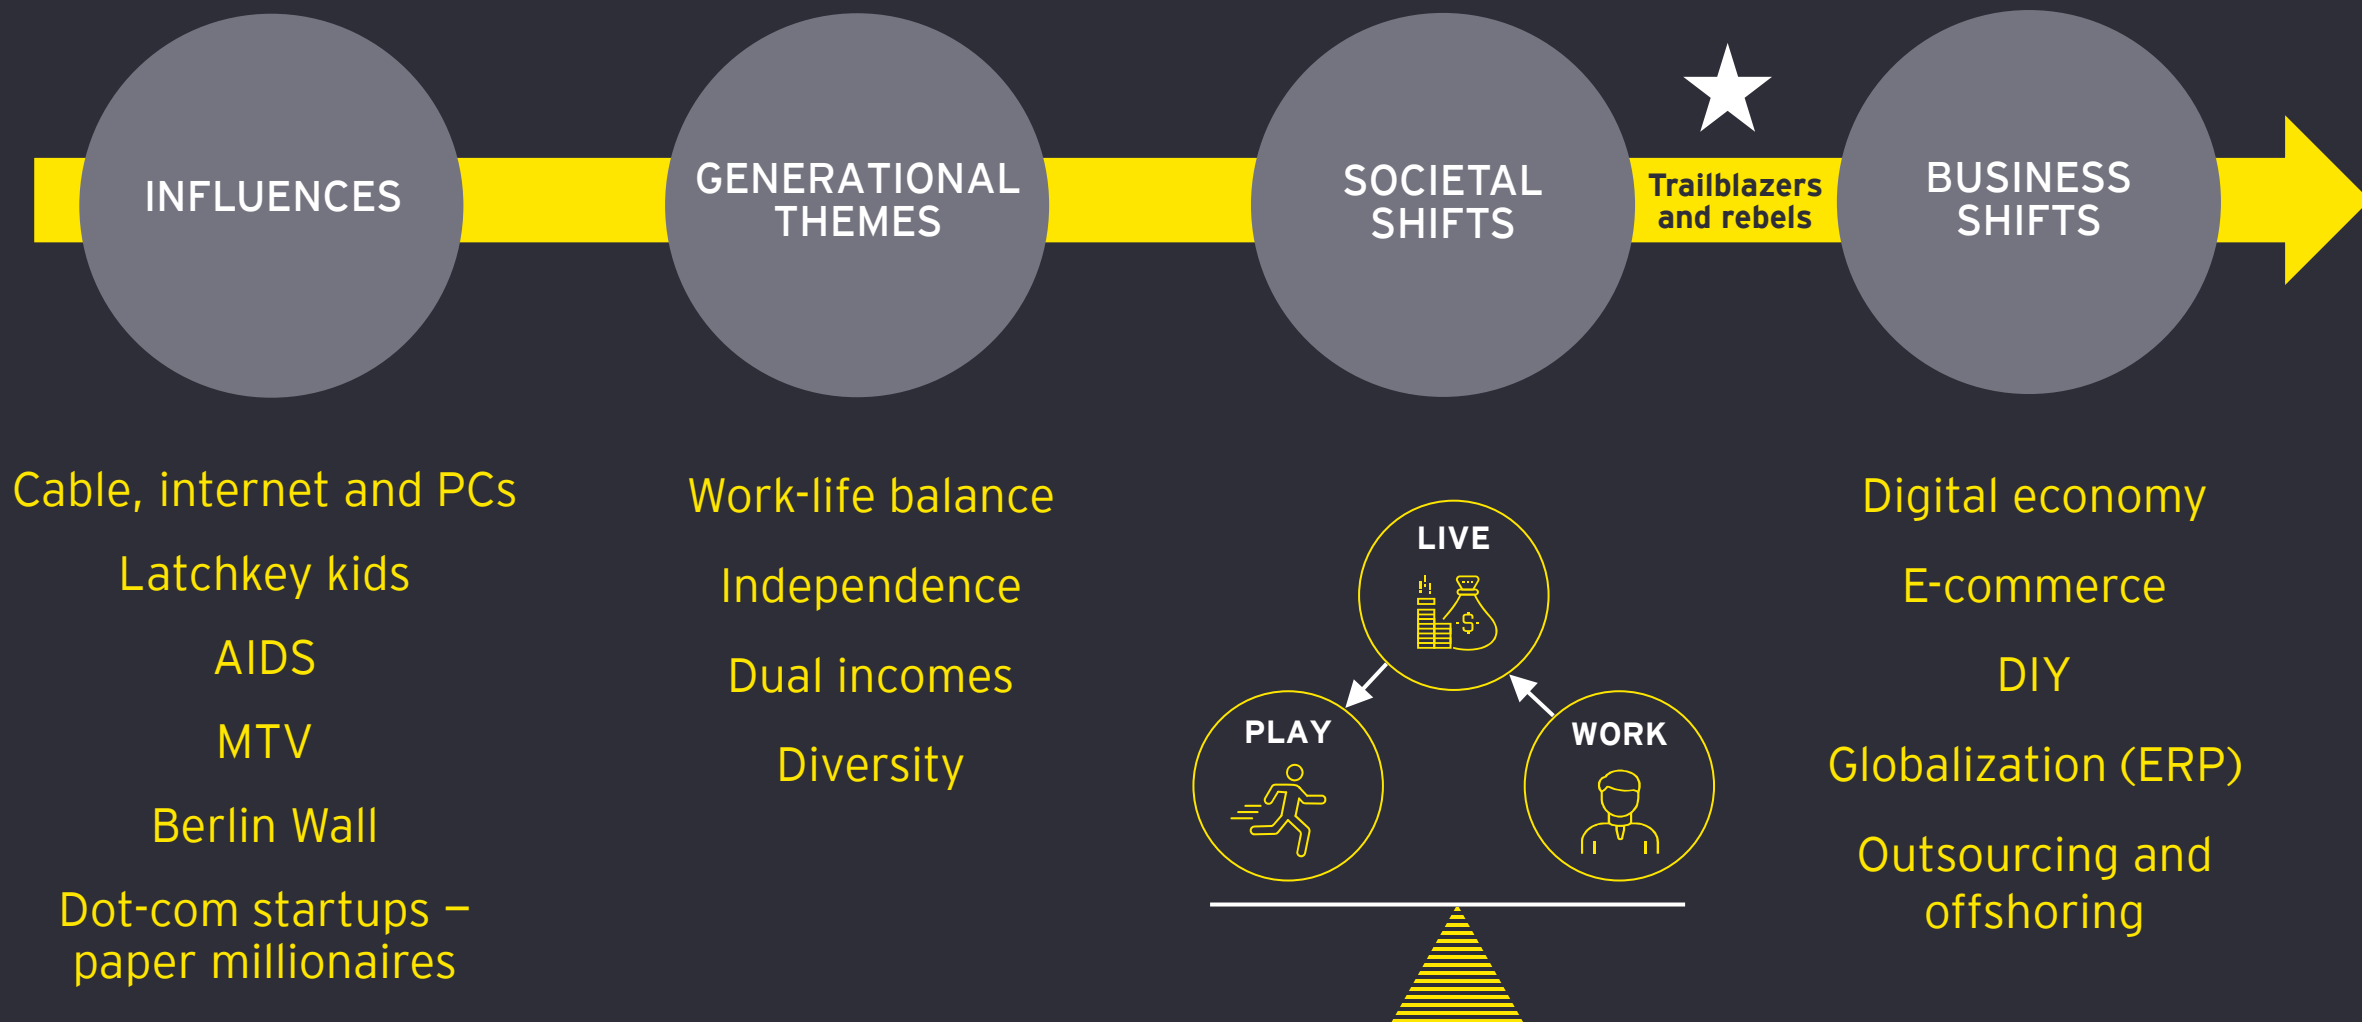 INFLUENCES
GENERATIONAL
THEMES
SOCIETAL
SHIFTS
Trailblazers
and rebels
BUSINESS
SHIFTS
Cable, internet and PCs
Latchkey kids
AIDS
MTV
Berlin Wall
Dot-com startups –
paper millionaires
Work-life balance
Independence
Dual incomes
Diversity
LIVE
$
PLAY
WORK
Digital economy
E-commerce
DIY
Globalization (ERP)
Outsourcing and
offshoring